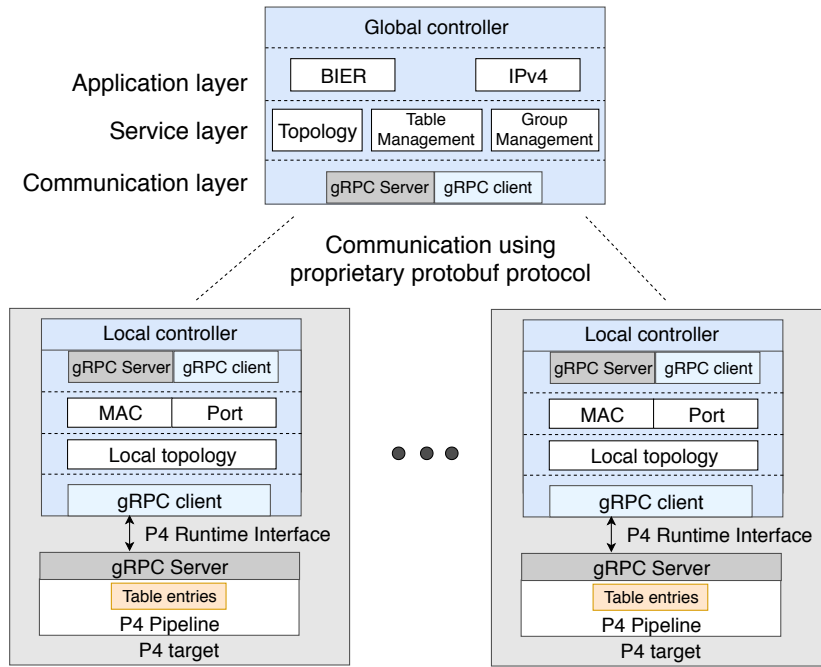 Global controller
Application layer
BIER
IPv4
Service layer
Topology
Table
Management
Group
Management
Communication layer
gRPC Server
gRPC client
Communication using
proprietary protobuf protocol
Local controller
gRPC Server
gRPC client
MAC
Port
Local topology
gRPC client
P4 Runtime Interface
gRPC Server
Table entries
P4 Pipeline
P4 target
Local controller
gRPC Server
gRPC client
MAC
Port
Local topology
gRPC client
P4 Runtime Interface
gRPC Server
Table entries
P4 Pipeline
P4 target